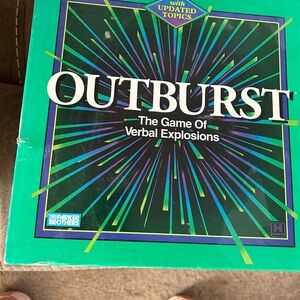 with
UPDATED
TOPICS
OUTBURST
The Game Of
Verbal Explosions
PARKER
BROTHERS
H